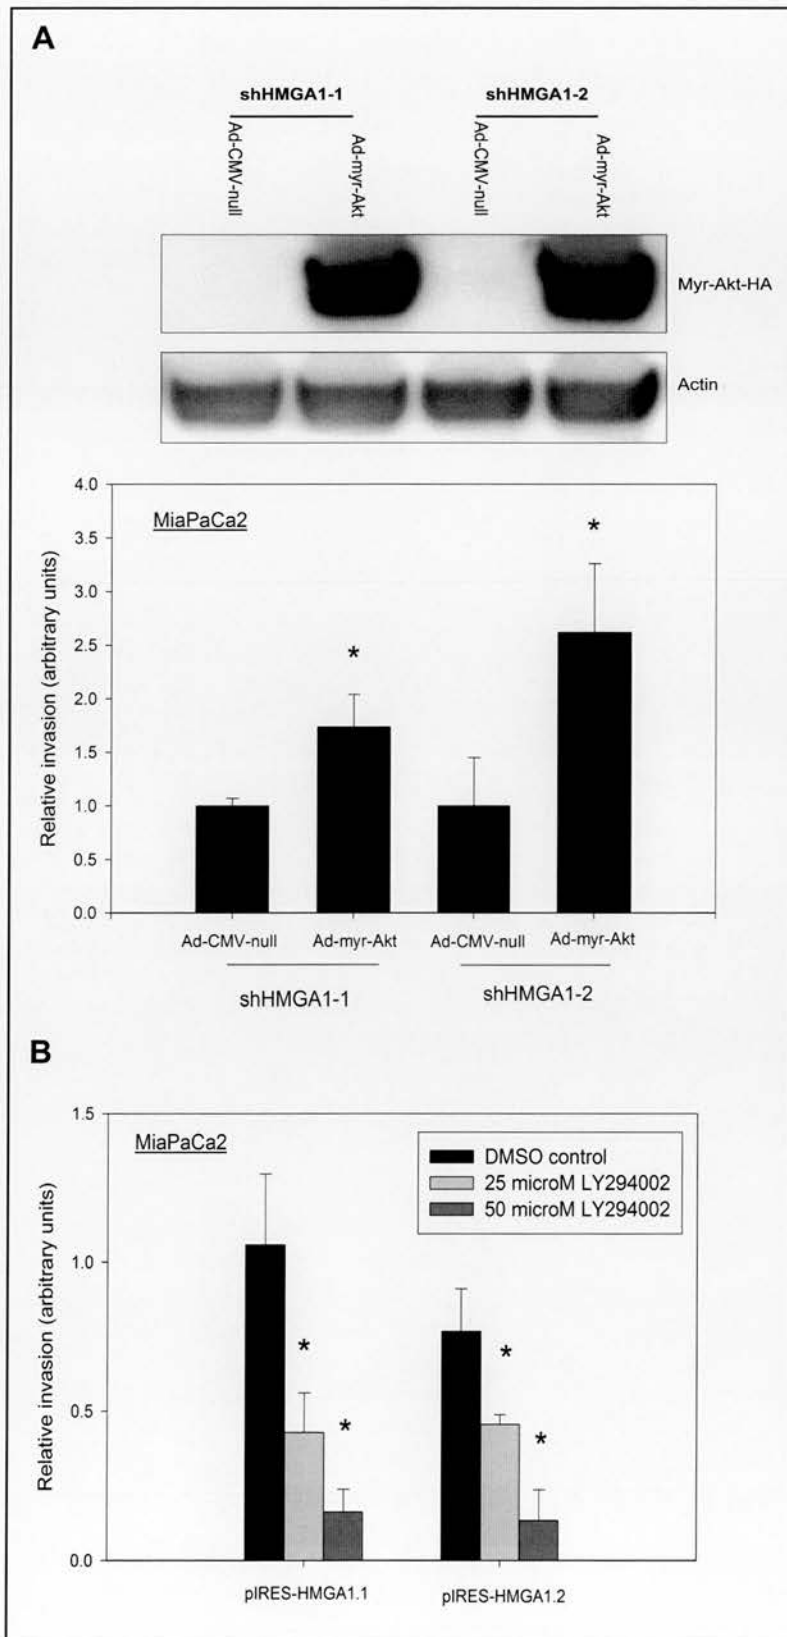 A
shHMGA1-1 shHMGA1-2
Ad-CMV-null Ad-myr-Akt Ad-CMV-null Ad-myr-Akt
Myr-Akt-HA
Actin
MiaPaCa2
Relative invasion (arbitrary units)
4.0
3.5
3.0
2.5
2.0
1.5
1.0
0.5
0.0
* *
Ad-CMV-null Ad-myr-Akt Ad-CMV-null Ad-myr-Akt
shHMGA1-1 shHMGA1-2
B
MiaPaCa2
DMSO control
25 microM LY294002
50 microM LY294002
Relative invasion (arbitrary units)
1.5
1.0
0.5
0.0
* * * *
pIRES-HMGA1.1 pIRES-HMGA1.2